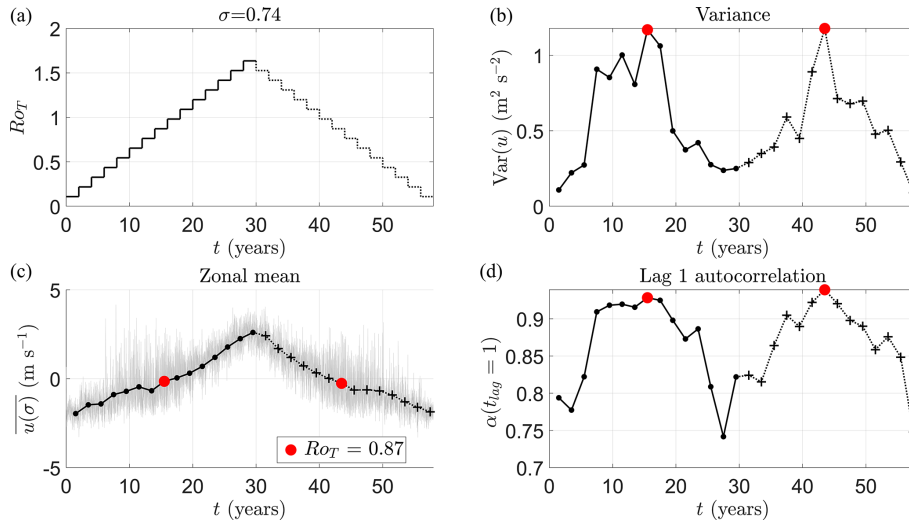 (a)
σ=0.74
2
1.5
1
0.5
0
Ro_T
0 10 20 30 40 50
t (years)
(b)
Variance
1
0.5
0
Var(u) (m² s⁻²)
0 10 20 30 40 50
t (years)
(c)
Zonal mean
5
0
-5
u(σ) (m s⁻¹)
Ro_T = 0.87
0 10 20 30 40 50
t (years)
(d)
Lag 1 autocorrelation
0.9
0.85
0.8
0.75
0.7
α(t_lag = 1)
0 10 20 30 40 50
t (years)